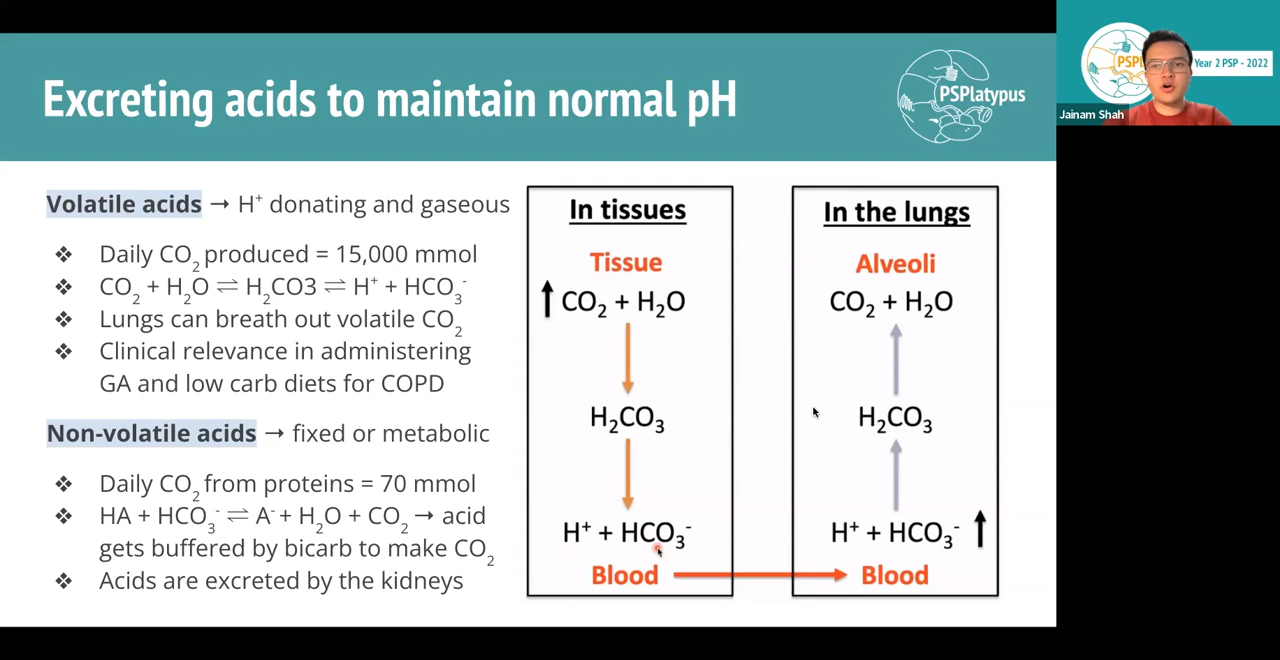 Excreting acids to maintain normal pH
PSPlatypus
Year 2 PSP - 2022
Jainam Shah
Volatile acids → H⁺ donating and gaseous
❖ Daily CO₂ produced = 15,000 mmol
❖ CO₂ + H₂O ⇌ H₂CO3 ⇌ H⁺ + HCO₃⁻
❖ Lungs can breath out volatile CO₂
❖ Clinical relevance in administering
GA and low carb diets for COPD
Non-volatile acids → fixed or metabolic
❖ Daily CO₂ from proteins = 70 mmol
❖ HA + HCO₃⁻ ⇌ A⁻ + H₂O + CO₂ → acid
gets buffered by bicarb to make CO₂
❖ Acids are excreted by the kidneys
In tissues
Tissue
↑ CO₂ + H₂O
H₂CO₃
H⁺ + HCO₃⁻
Blood
In the lungs
Alveoli
CO₂ + H₂O
H₂CO₃
H⁺ + HCO₃⁻ ↑
Blood